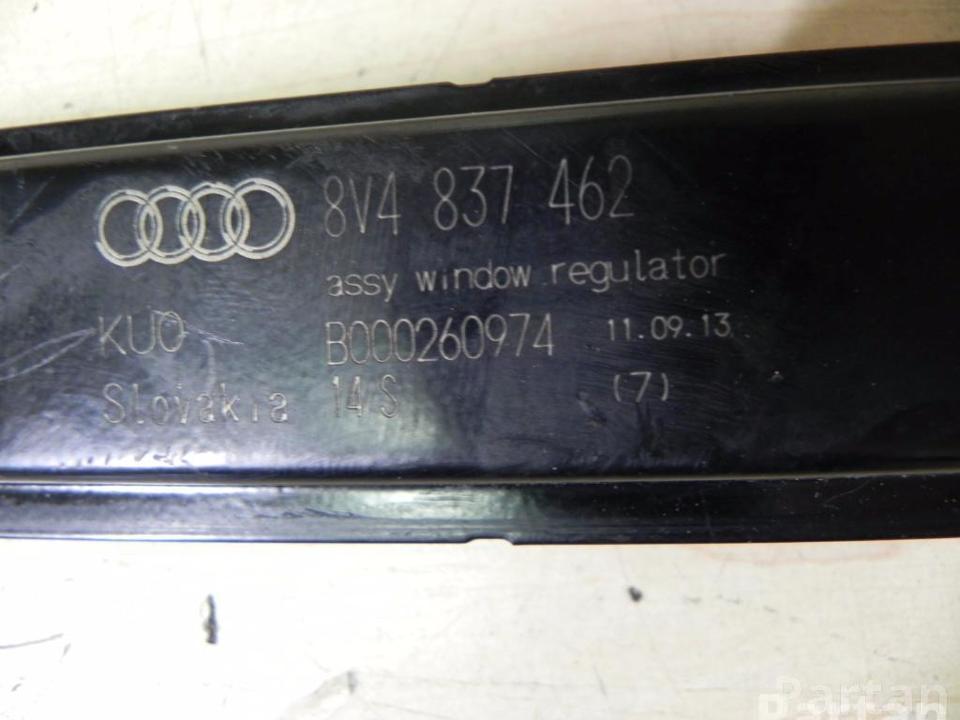 8V4 837 462
assy window regulator
KUO B000260974 11.09.13
Slovakia 14/S (7)
Partan